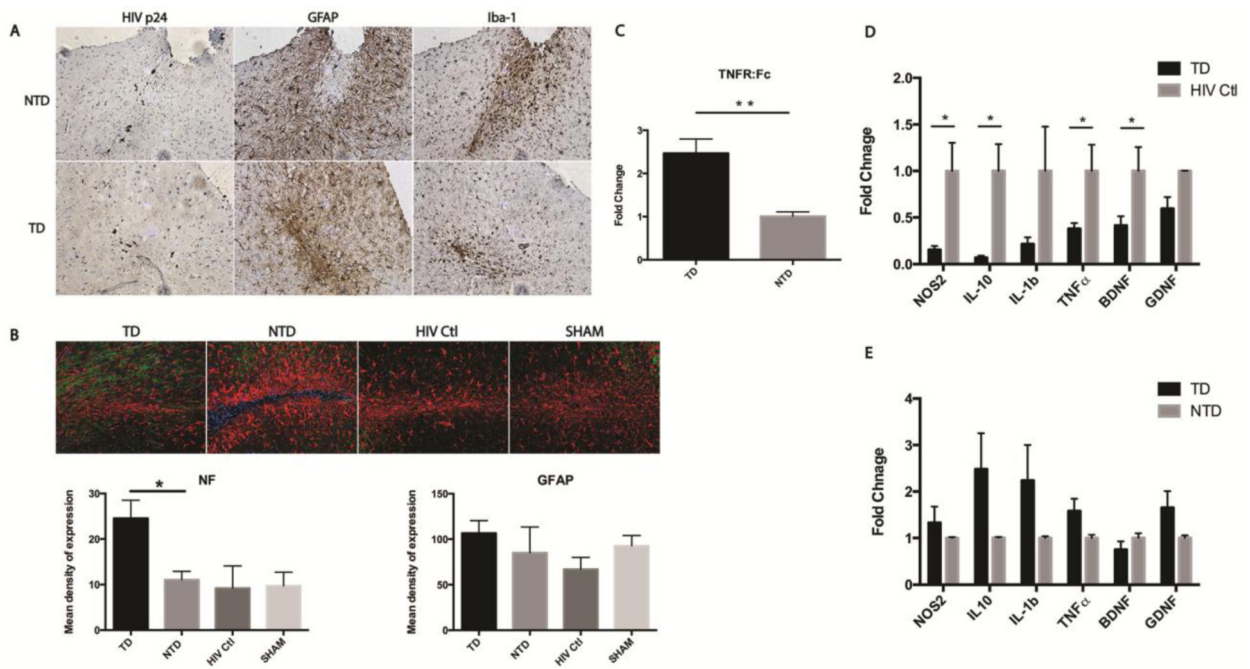 A
HIV p24
GFAP
Iba-1
NTD
TD
B
TD
NTD
HIV Ctl
SHAM
NF
*
Mean density of expression
30
20
10
0
TD
NTD
HIV Ctl
SHAM
GFAP
Mean density of expression
150
100
50
0
TD
NTD
HIV Ctl
SHAM
C
TNFR:Fc
**
Fold Change
3
2
1
0
TD
NTD
D
TD
HIV Ctl
Fold Chnage
2.0
1.5
1.0
0.5
0.0
* * * *
NOS2
IL-10
IL-1b
TNFα
BDNF
GDNF
E
TD
NTD
Fold Chnage
4
3
2
1
0
NOS2
IL10
IL-1b
TNFα
BDNF
GDNF